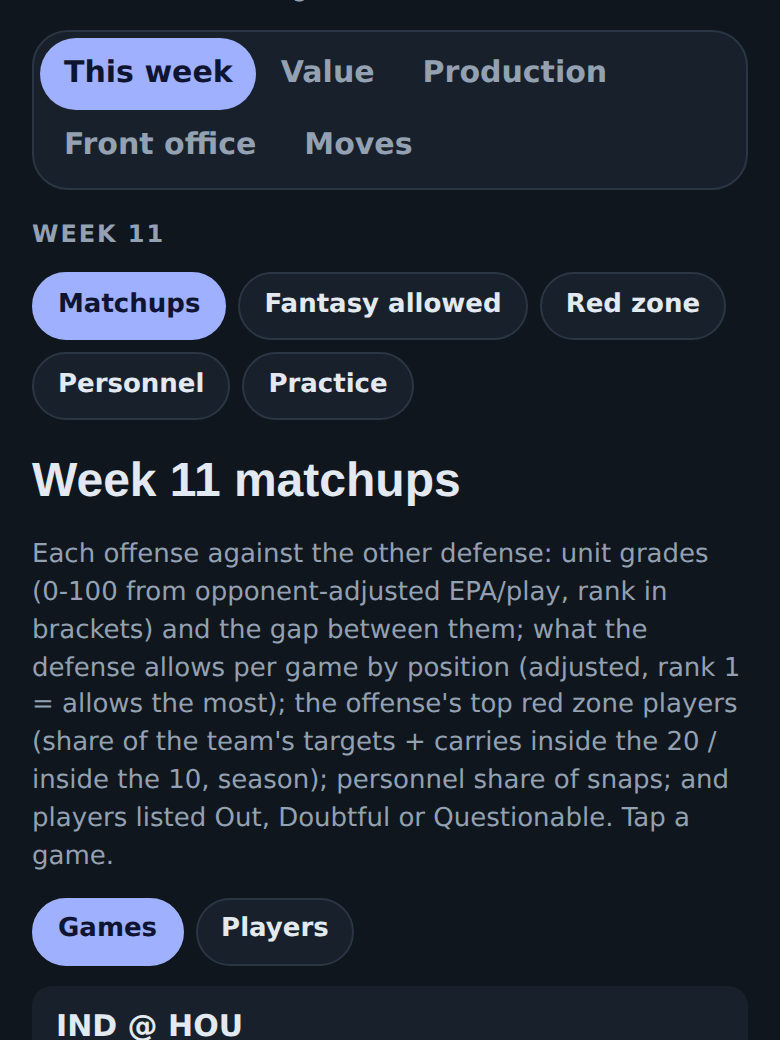 This week Value Production
Front office Moves
WEEK 11
Matchups Fantasy allowed Red zone
Personnel Practice
Week 11 matchups
Each offense against the other defense: unit grades
(0-100 from opponent-adjusted EPA/play, rank in
brackets) and the gap between them; what the
defense allows per game by position (adjusted, rank 1
= allows the most); the offense's top red zone players
(share of the team's targets + carries inside the 20 /
inside the 10, season); personnel share of snaps; and
players listed Out, Doubtful or Questionable. Tap a
game.
Games Players
IND @ HOU